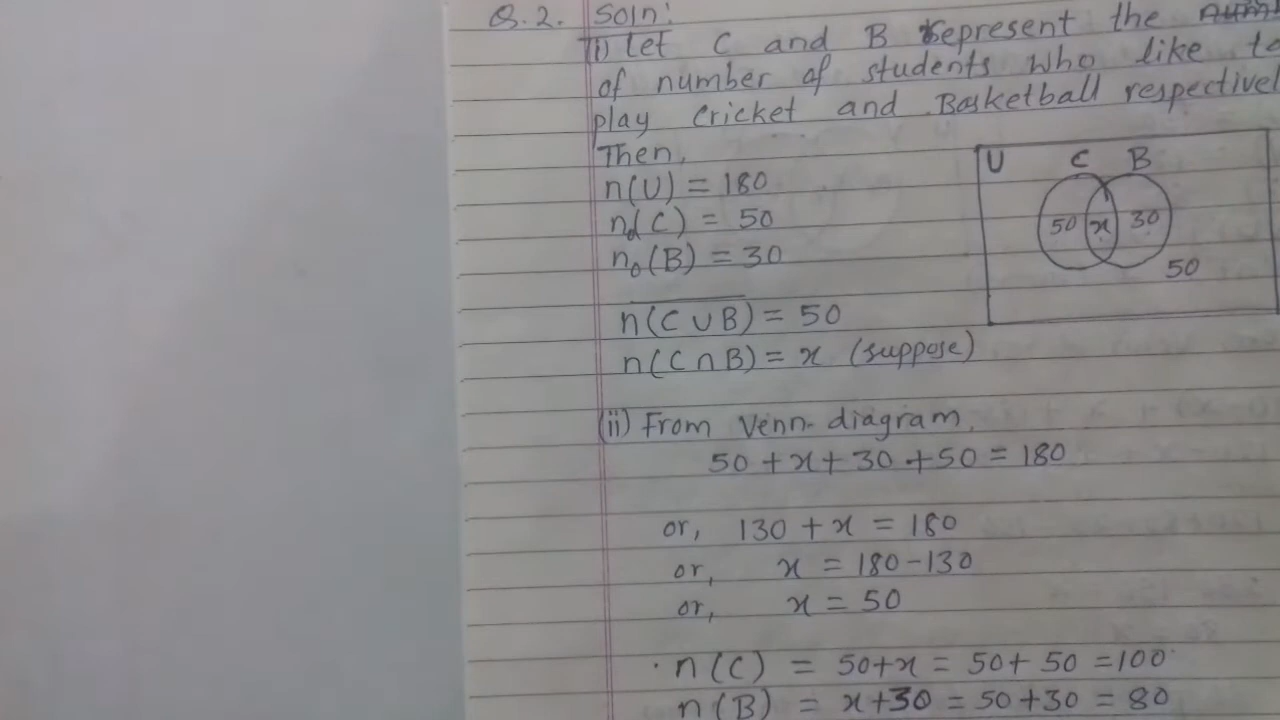 Q.2. Soln:
(i) Let C and B represent the
of number of students who like to
play cricket and Basketball respectivel
Then,
n(U) = 180
nₒ(C) = 50
nₒ(B) = 30
U C B
50 x 30
50
n(C∪B)̅ = 50
n(C∩B) = x (suppose)
(ii) From Venn-diagram,
50 + x + 30 + 50 = 180
or, 130 + x = 180
or, x = 180 - 130
or, x = 50
n(C) = 50+x = 50+ 50 = 100
n(B) = x+30 = 50+30 = 80